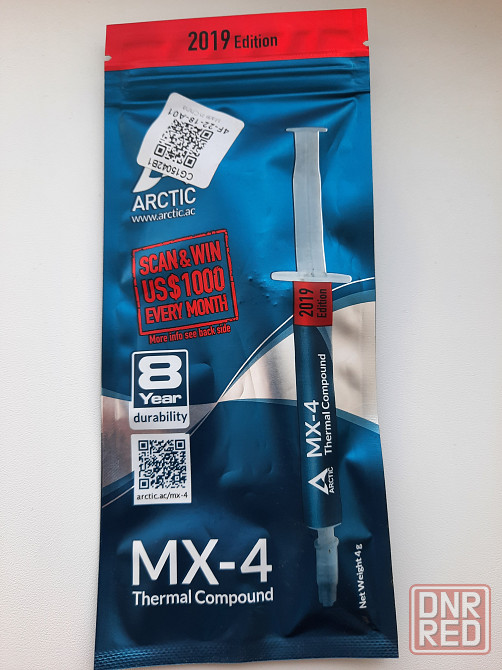 2019 Edition
4F-22-18-A01
CG15042B1
ARCTIC
www.arctic.ac
SCAN & WIN
US$1000
EVERY MONTH
More info see back side
2019
Edition
8
Year
durability
arctic.ac/mx-4
ARCTIC
MX-4
Thermal Compound
MX-4
Thermal Compound
Net Weight 4 g
DNR
RED